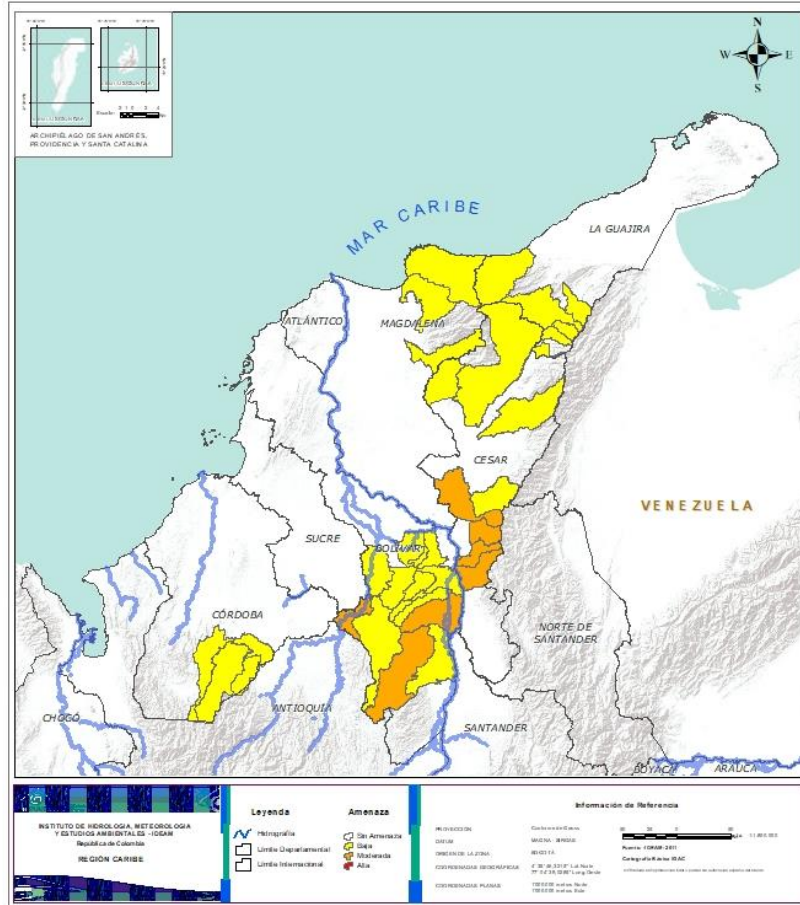 N
W E
S
ARCHIPIÉLAGO DE SAN ANDRÉS,
PROVIDENCIA Y SANTA CATALINA
MAR CARIBE
LA GUAJIRA
ATLÁNTICO
MAGDALENA
CESAR
VENEZUELA
SUCRE
BOLÍVAR
CÓRDOBA
NORTE DE
SANTANDER
ANTIOQUIA
CHOCÓ
SANTANDER
BOYACÁ
ARAUCA
INSTITUTO DE HIDROLOGIA, METEOROLOGIA
Y ESTUDIOS AMBIENTALES - IDEAM
República de Colombia
REGIÓN CARIBE
Leyenda
Hidrografía
Límite Departamental
Límite Internacional
Amenaza
Sin Amenaza
Baja
Moderada
Alta
Información de Referencia
PROYECCIÓN
DATUM
ORIGEN DE LA ZONA
BOGOTÁ
COORDENADAS GEOGRÁFICAS
COORDENADAS PLANAS